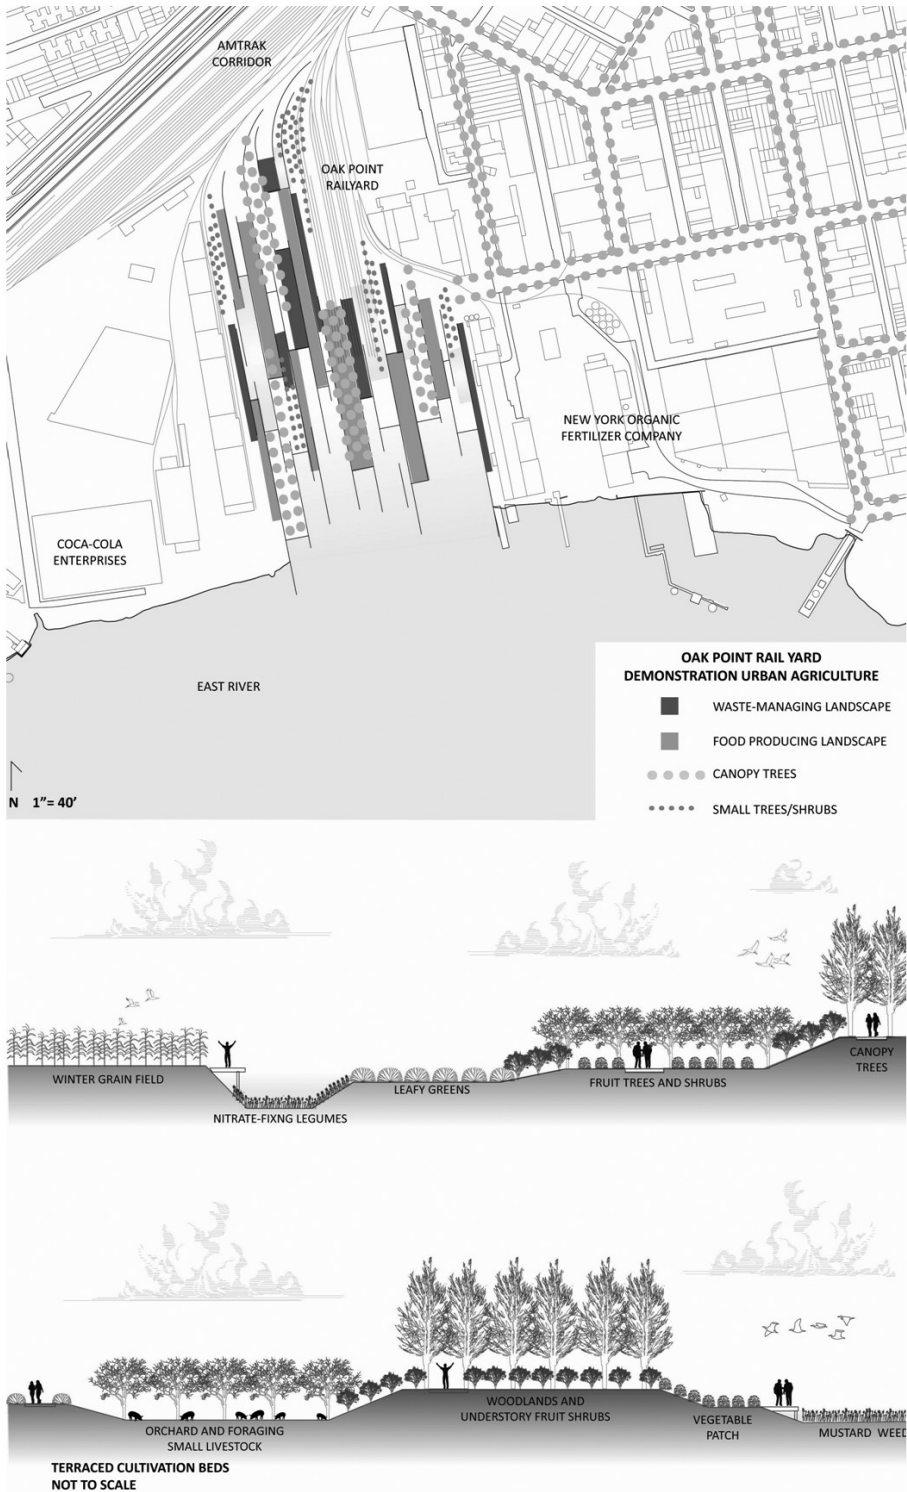 AMTRAK
CORRIDOR
OAK POINT
RAILYARD
NEW YORK ORGANIC
FERTILIZER COMPANY
COCA-COLA
ENTERPRISES
EAST RIVER
OAK POINT RAIL YARD
DEMONSTRATION URBAN AGRICULTURE
WASTE-MANAGING LANDSCAPE
FOOD PRODUCING LANDSCAPE
CANOPY TREES
SMALL TREES/SHRUBS
N 1"= 40'
WINTER GRAIN FIELD
NITRATE-FIXNG LEGUMES
LEAFY GREENS
FRUIT TREES AND SHRUBS
CANOPY
TREES
ORCHARD AND FORAGING
SMALL LIVESTOCK
WOODLANDS AND
UNDERSTORY FRUIT SHRUBS
VEGETABLE
PATCH
MUSTARD WEED
TERRACED CULTIVATION BEDS
NOT TO SCALE